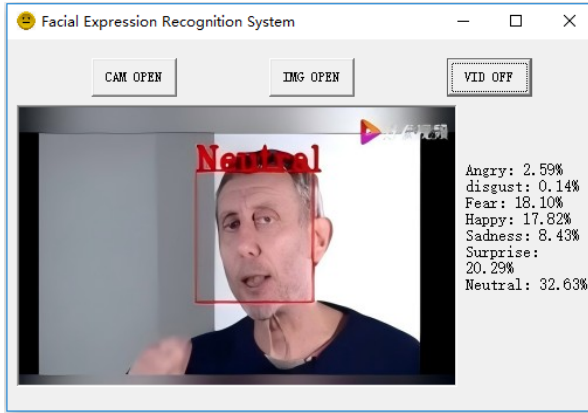 Facial Expression Recognition System
CAM OPEN
IMG OPEN
VID OFF
Neutral
Angry: 2.59%
disgust: 0.14%
Fear: 18.10%
Happy: 17.82%
Sadness: 8.43%
Surprise:
20.29%
Neutral: 32.63%